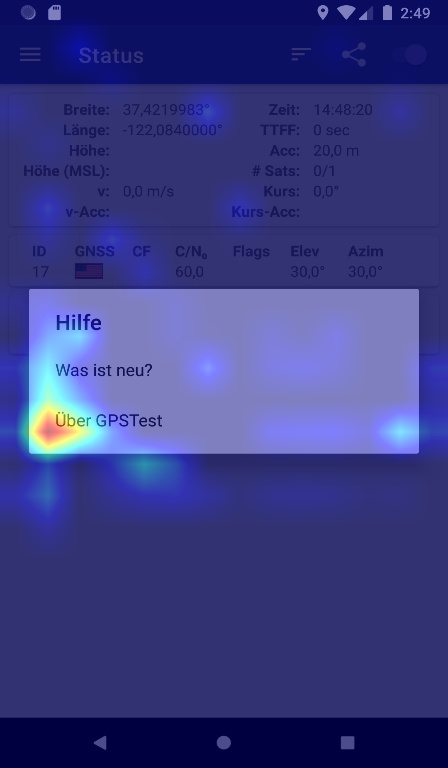 2:49
Status
Breite: 37,4219983° Zeit: 14:48:20
Länge: -122,0840000° TTFF: 0 sec
Höhe: Acc: 20,0 m
Höhe (MSL): # Sats: 0/1
v: 0,0 m/s Kurs: 0,0°
v-Acc: Kurs-Acc:
ID GNSS CF C/N₀ Flags Elev Azim
17 60,0 30,0° 30,0°
Hilfe
Was ist neu?
Über GPSTest